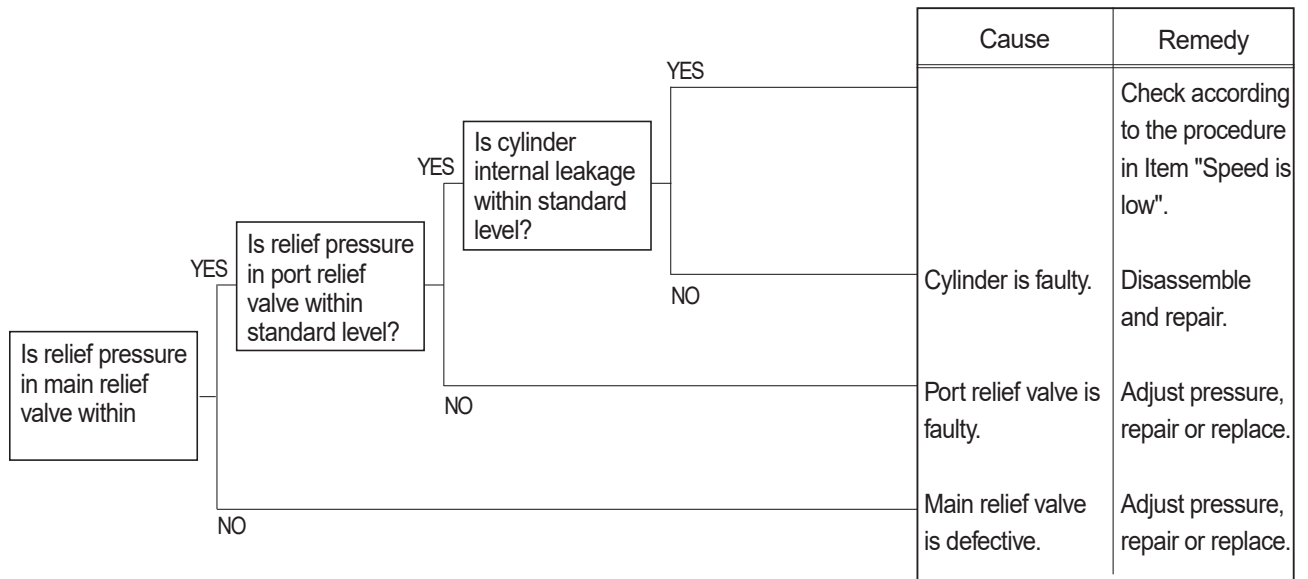 Cause
Remedy
YES
Check according
to the procedure
in Item "Speed is
low".
YES
Is cylinder
internal leakage
within standard
level?
NO
Cylinder is faulty.
Disassemble
and repair.
YES
Is relief pressure
in port relief
valve within
standard level?
NO
Port relief valve is
faulty.
Adjust pressure,
repair or replace.
Is relief pressure
in main relief
valve within
NO
Main relief valve
is defective.
Adjust pressure,
repair or replace.